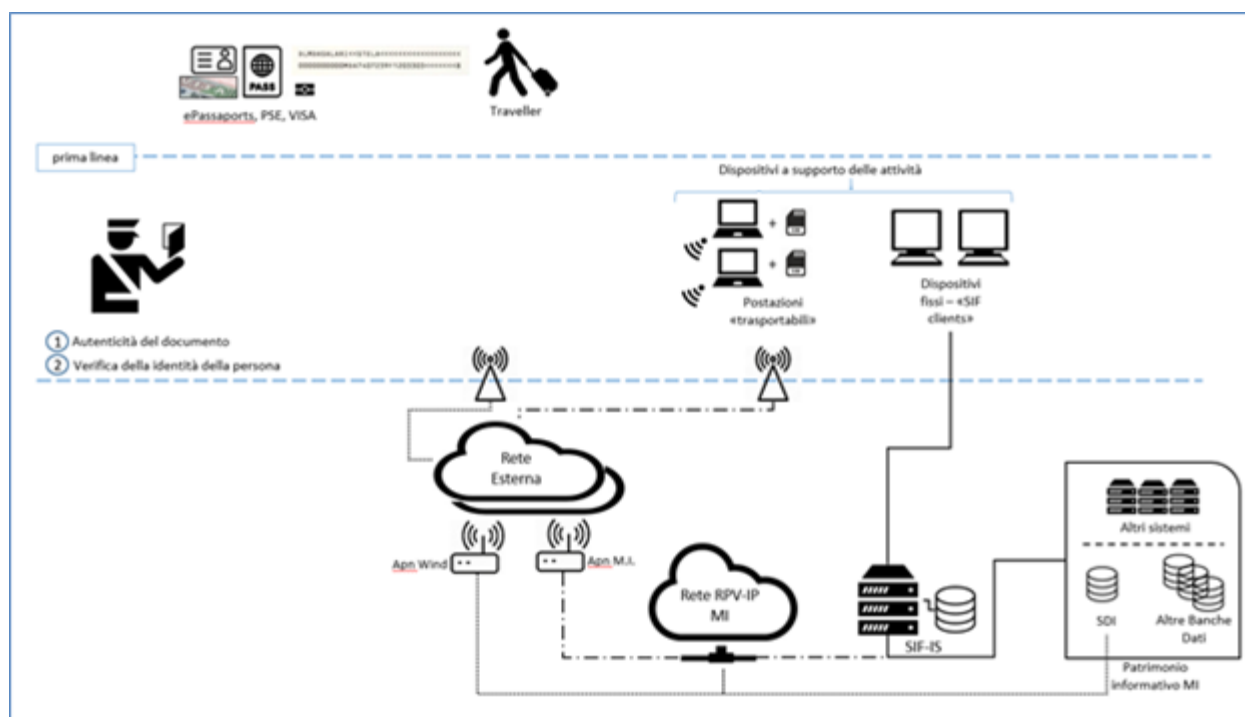 PASS
ePassaports, PSE, VISA
Traveller
prima linea
Dispositivi a supporto delle attività
+
+
Postazioni
«trasportabili»
Dispositivi
fissi – «SIF
clients»
1 Autenticità del documento
2 Verifica della identità della persona
Rete
Esterna
Apn Wind
Apn M.I.
Rete RPV-IP
MI
SIF-IS
Altri sistemi
SDI
Altre Banche
Dati
Patrimonio
informativo MI